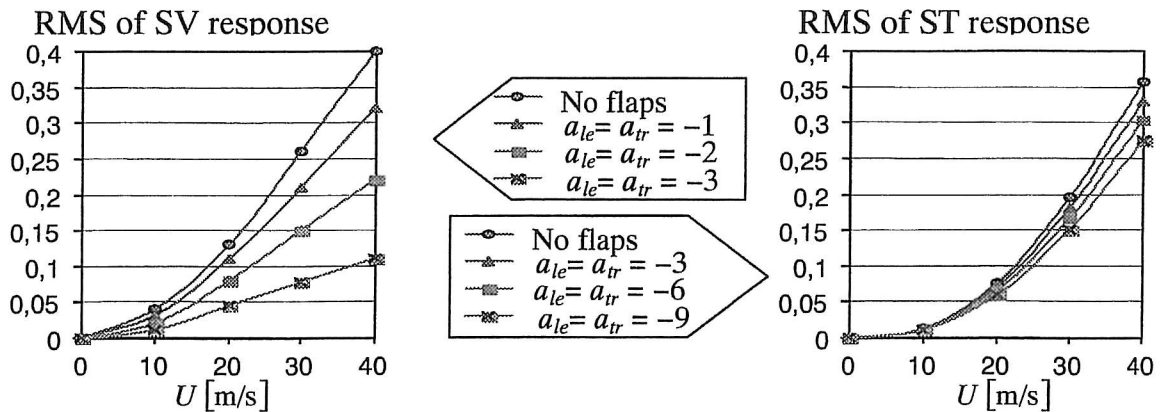 RMS of SV response
0,4
0,35
0,3
0,25
0,2
0,15
0,1
0,05
0
0 10 20 30 40
U [m/s]
No flaps
a_le = a_tr = −1
a_le = a_tr = −2
a_le = a_tr = −3
No flaps
a_le = a_tr = −3
a_le = a_tr = −6
a_le = a_tr = −9
RMS of ST response
0,4
0,35
0,3
0,25
0,2
0,15
0,1
0,05
0
0 10 20 30 40
U [m/s]